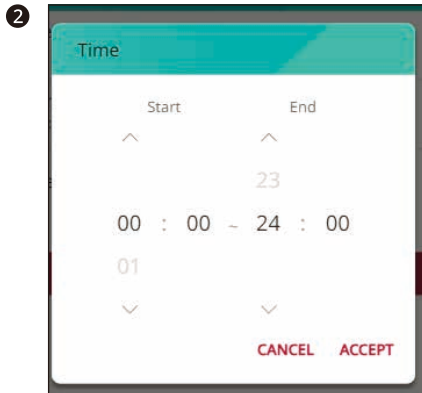 2
Time
Start End
23
00 : 00 ~ 24 : 00
01
CANCEL ACCEPT